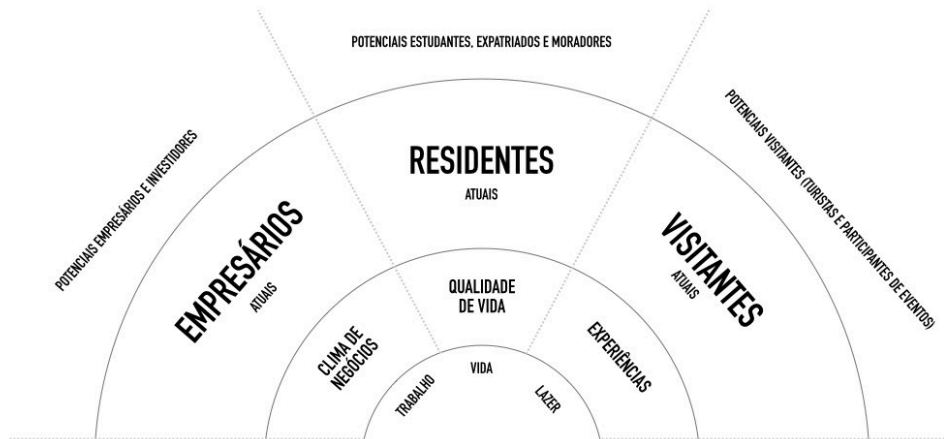 POTENCIAIS ESTUDANTES, EXPATRIADOS E MORADORES
POTENCIAIS EMPRESÁRIOS E INVESTIDORES
POTENCIAIS VISITANTES (TURISTAS E PARTICIPANTES DE EVENTOS)
EMPRESÁRIOS
ATUAIS
RESIDENTES
ATUAIS
VISITANTES
ATUAIS
CLIMA DE
NEGÓCIOS
QUALIDADE
DE VIDA
EXPERIÊNCIAS
TRABALHO
VIDA
LAZER